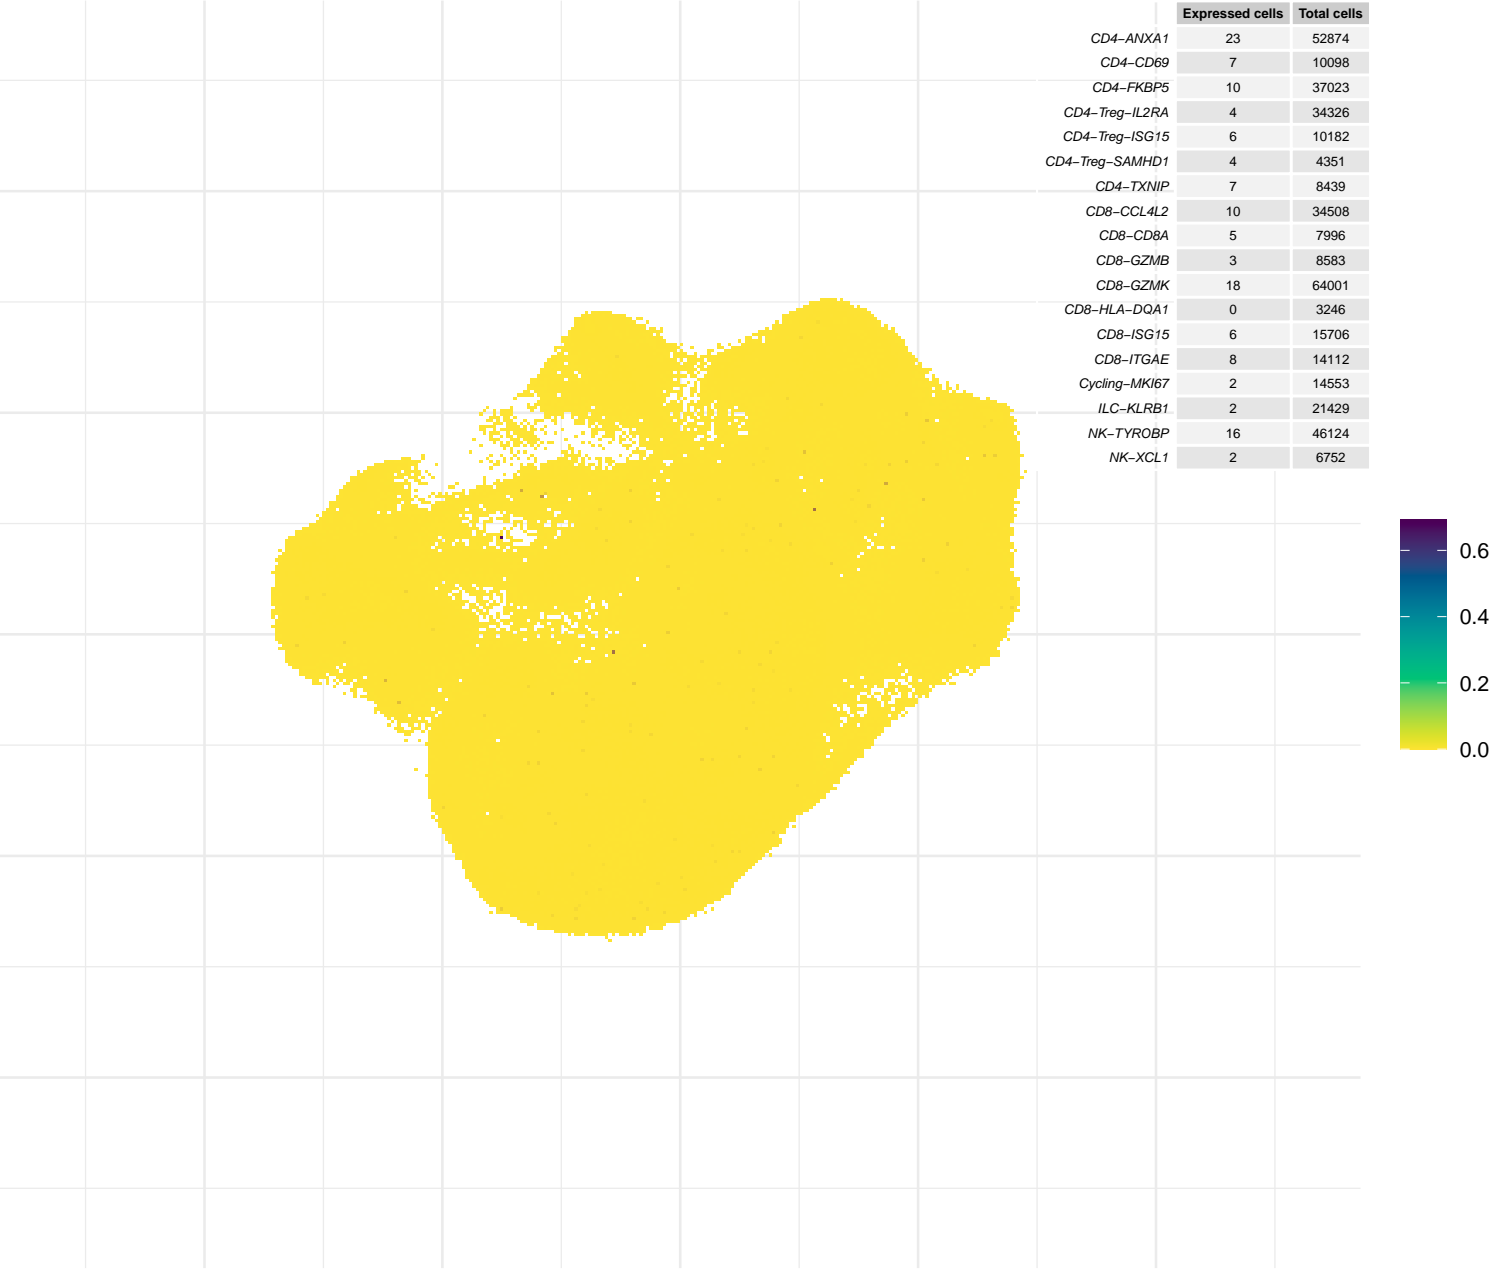 Expressed cells Total cells
CD4−ANXA1 23 52874
CD4−CD69 7 10098
CD4−FKBP5 10 37023
CD4−Treg−IL2RA 4 34326
CD4−Treg−ISG15 6 10182
CD4−Treg−SAMHD1 4 4351
CD4−TXNIP 7 8439
CD8−CCL4L2 10 34508
CD8−CD8A 5 7996
CD8−GZMB 3 8583
CD8−GZMK 18 64001
CD8−HLA−DQA1 0 3246
CD8−ISG15 6 15706
CD8−ITGAE 8 14112
Cycling−MKI67 2 14553
ILC−KLRB1 2 21429
NK−TYROBP 16 46124
NK−XCL1 2 6752
0.6
0.4
0.2
0.0